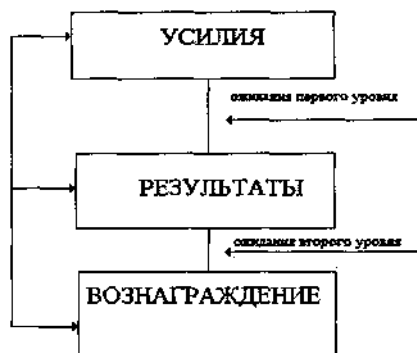 УСИЛИЯ
ожидания первого уровня
РЕЗУЛЬТАТЫ
ожидания второго уровня
ВОЗНАГРАЖДЕНИЕ